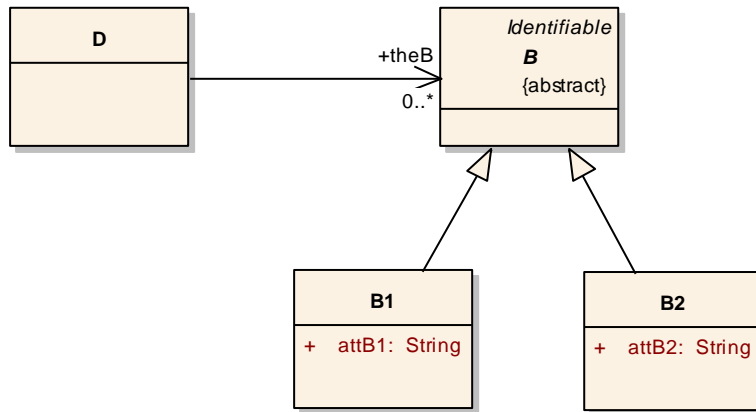 D
+theB
0..*
Identifiable
B
{abstract}
B1
+ attB1: String
B2
+ attB2: String